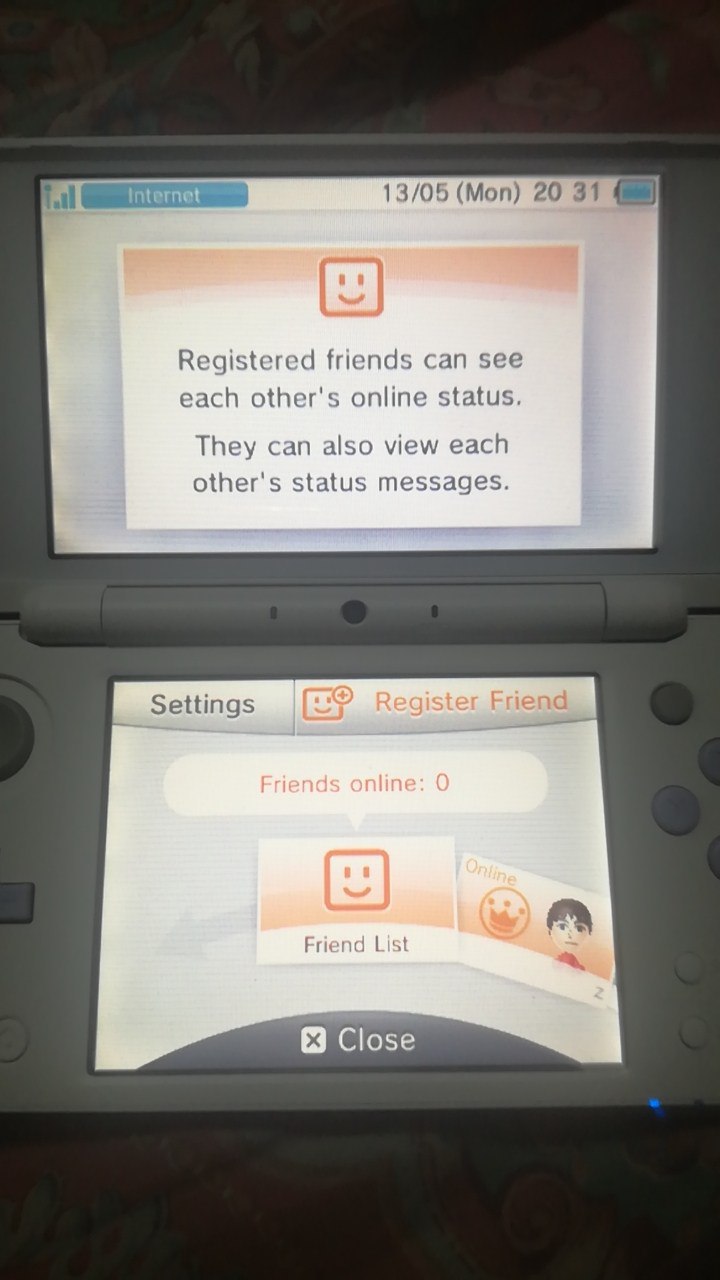 Internet 13/05 (Mon) 20 31
Registered friends can see
each other's online status.
They can also view each
other's status messages.
Settings Register Friend
Friends online: 0
Friend List
Online
z
X Close